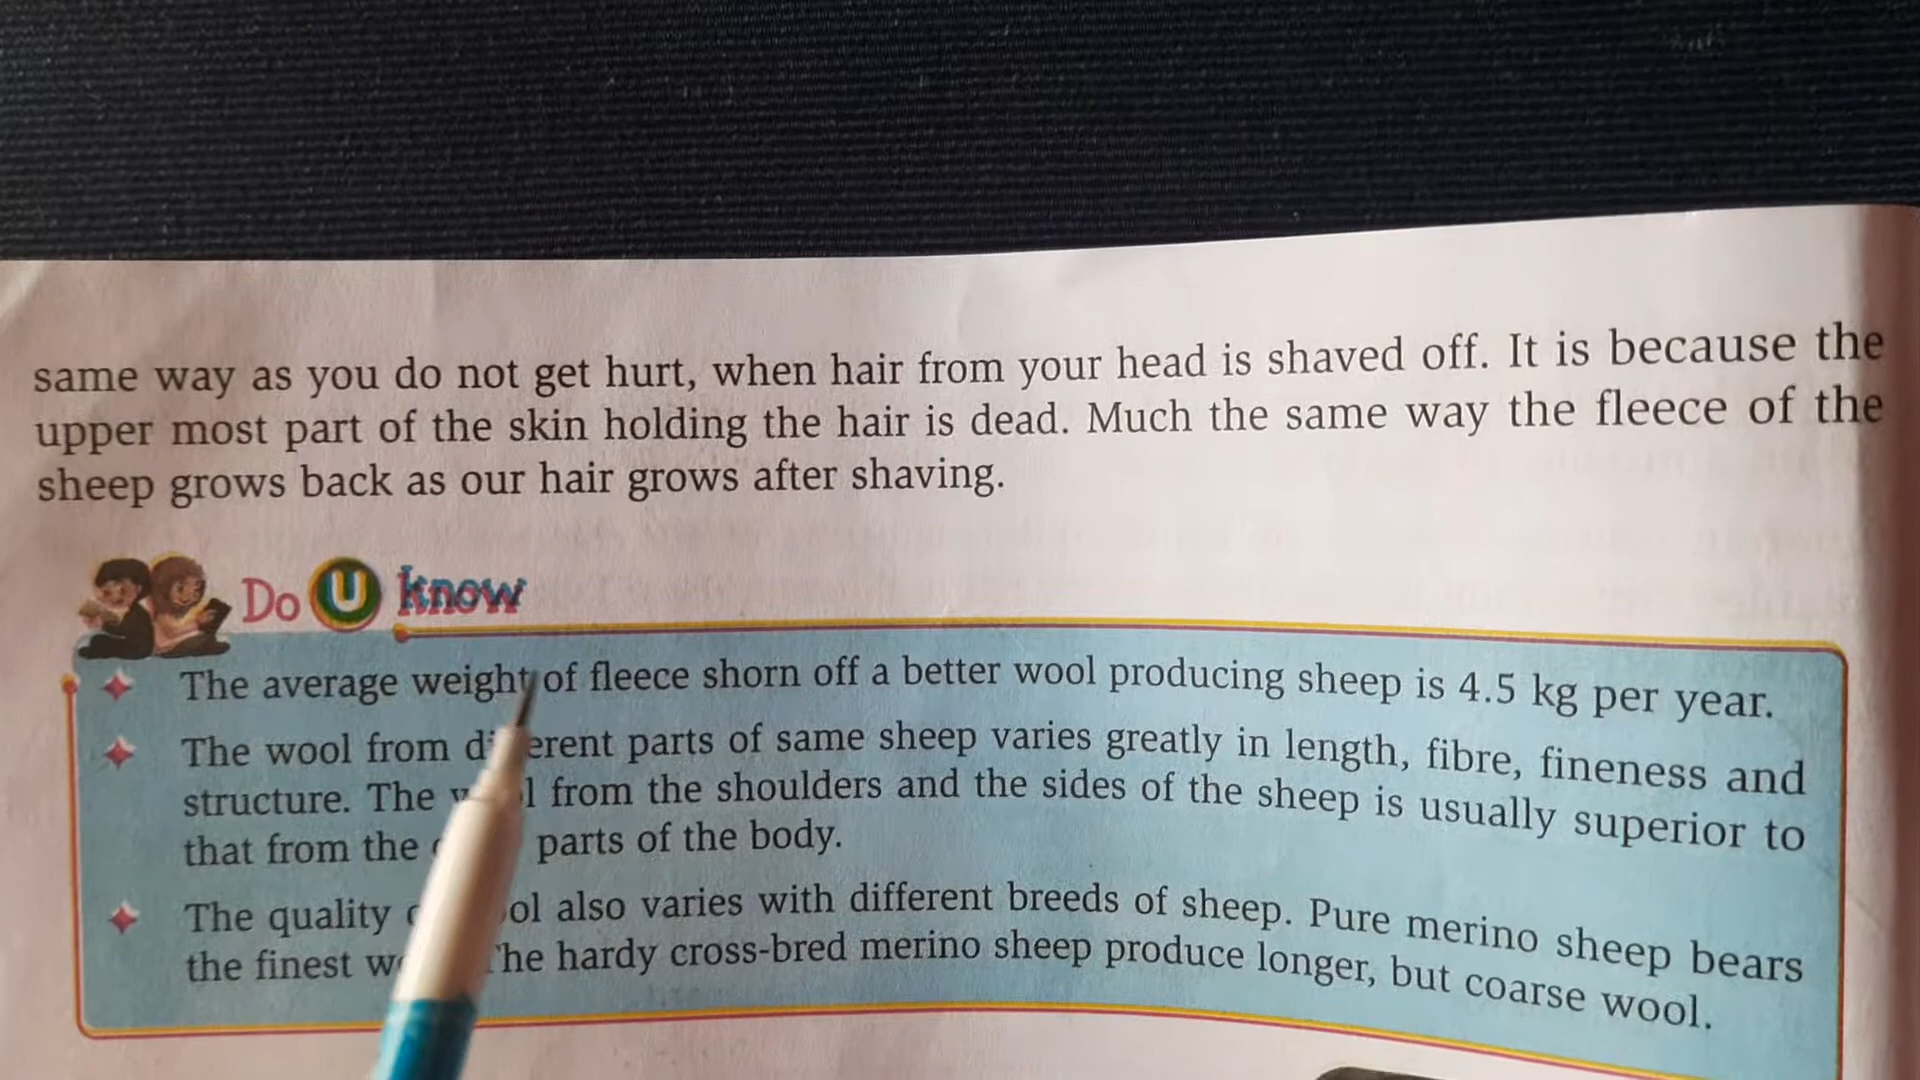 same way as you do not get hurt, when hair from your head is shaved off. It is because the
upper most part of the skin holding the hair is dead. Much the same way the fleece of the
sheep grows back as our hair grows after shaving.
Do U know
The average weight of fleece shorn off a better wool producing sheep is 4.5 kg per year.
The wool from different parts of same sheep varies greatly in length, fibre, fineness and
structure. The wool from the shoulders and the sides of the sheep is usually superior to
that from the parts of the body.
The quality also varies with different breeds of sheep. Pure merino sheep bears
the finest The hardy cross-bred merino sheep produce longer, but coarse wool.